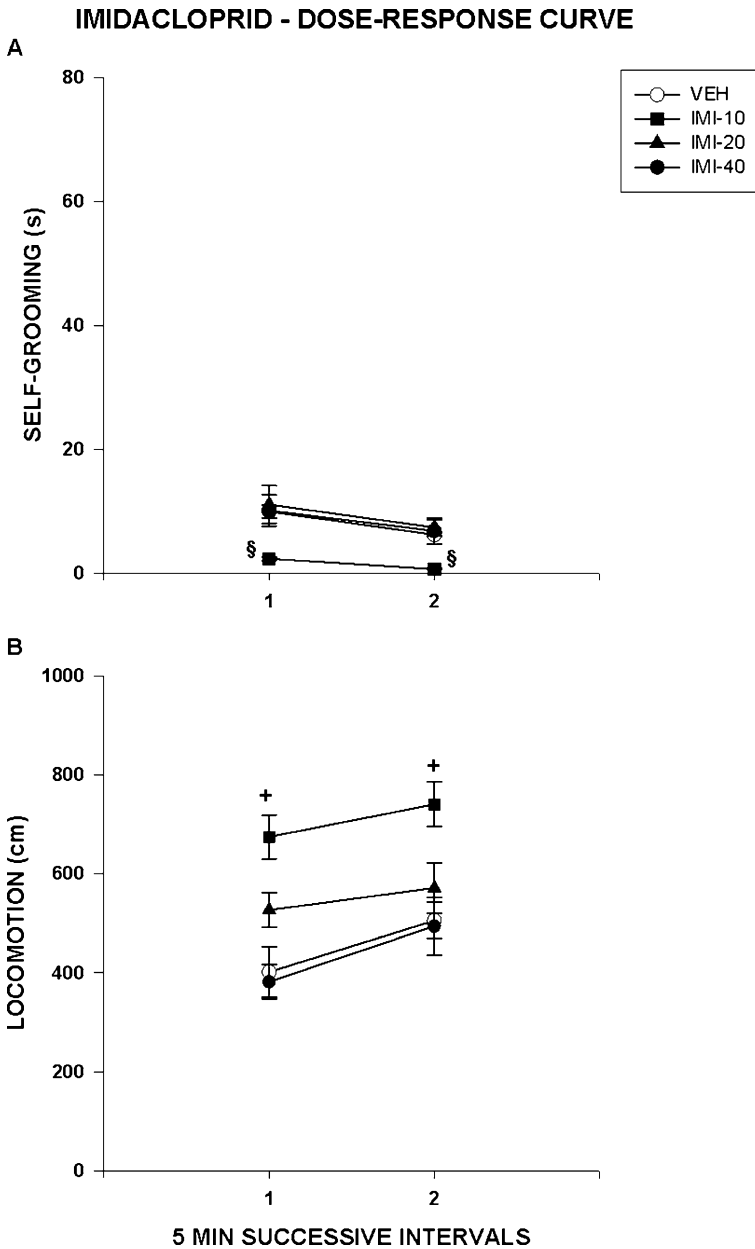 IMIDACLOPRID - DOSE-RESPONSE CURVE
A
VEH
IMI-10
IMI-20
IMI-40
SELF-GROOMING (s)
80
60
40
20
0
§
§
1 2
B
LOCOMOTION (cm)
1000
800
600
400
200
0
+
+
1 2
5 MIN SUCCESSIVE INTERVALS